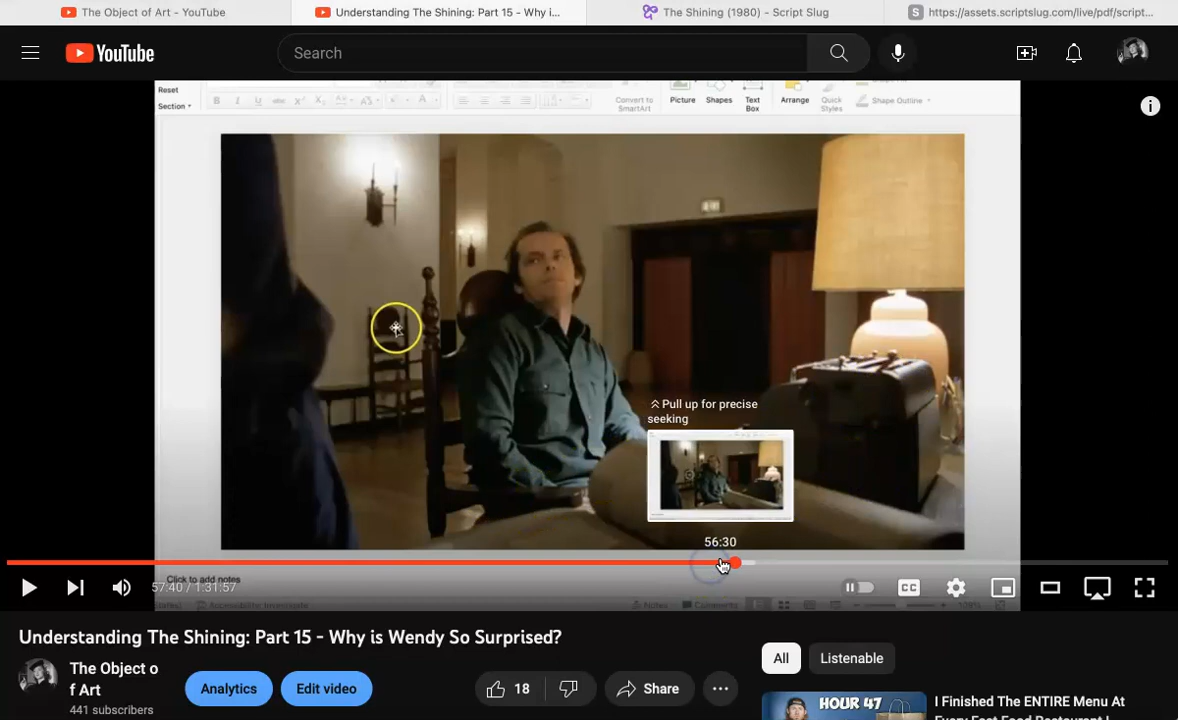 The Object of Art - YouTube
Understanding The Shining: Part 15 - Why i...
The Shining (1980) - Script Slug
S
https://assets.scriptslug.com/live/pdf/script...
YouTube
Search
Reset
Section
Convert to
SmartArt
Picture
Shapes
Text
Box
Arrange
Quick
Styles
Shape Outline
Pull up for precise
seeking
56:30
57:40 / 1:31:57
Click to add notes
Notes
Comments
CC
Understanding The Shining: Part 15 - Why is Wendy So Surprised?
The Object o
f Art
441 subscribers
Analytics
Edit video
18
Share
All
Listenable
HOUR 47
I Finished The ENTIRE Menu At